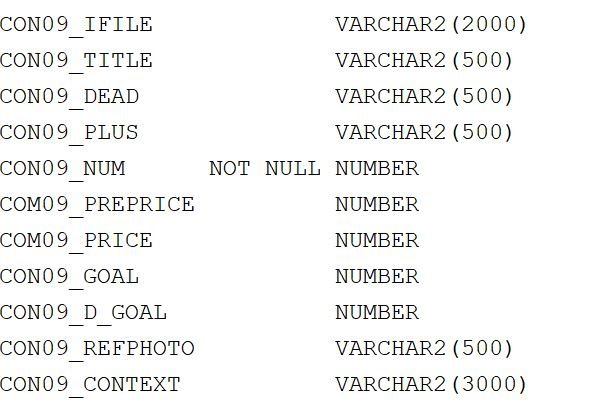 CON09_IFILE VARCHAR2(2000)
CON09_TITLE VARCHAR2(500)
CON09_DEAD VARCHAR2(500)
CON09_PLUS VARCHAR2(500)
CON09_NUM NOT NULL NUMBER
COM09_PREPRICE NUMBER
COM09_PRICE NUMBER
CON09_GOAL NUMBER
CON09_D_GOAL NUMBER
CON09_REFPHOTO VARCHAR2(500)
CON09_CONTEXT VARCHAR2(3000)